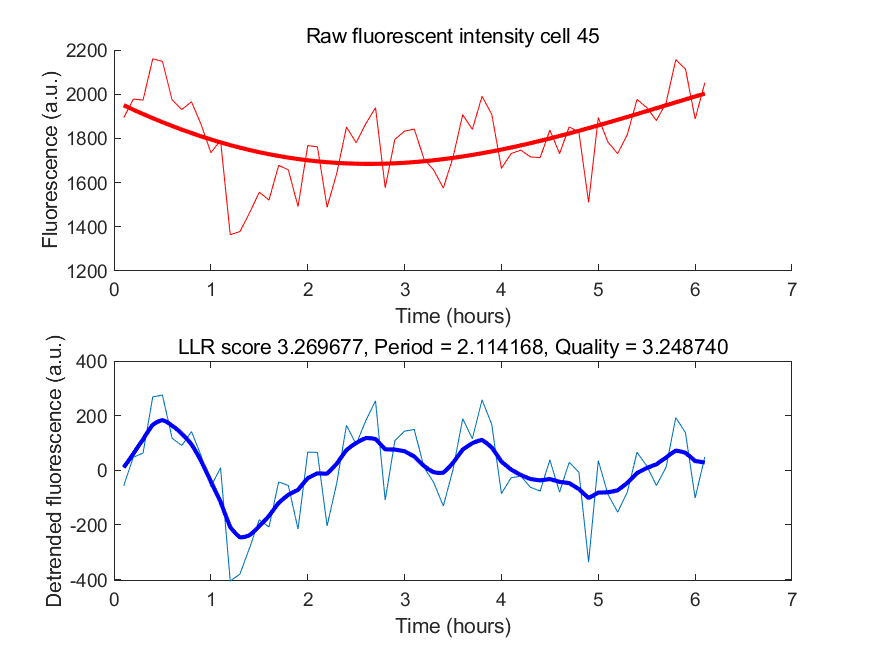 Raw fluorescent intensity cell 45
Fluorescence (a.u.)
2200
2000
1800
1600
1400
1200
0 1 2 3 4 5 6 7
Time (hours)
LLR score 3.269677, Period = 2.114168, Quality = 3.248740
Detrended fluorescence (a.u.)
400
200
0
-200
-400
0 1 2 3 4 5 6 7
Time (hours)